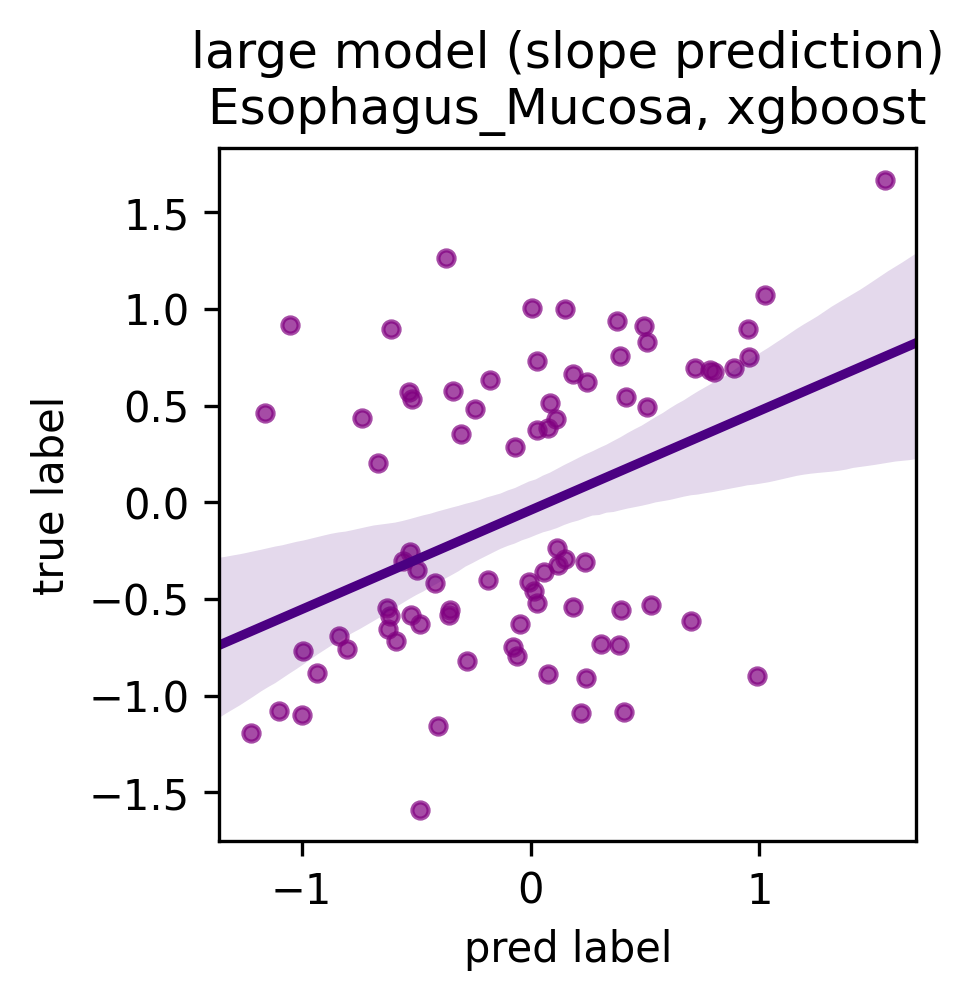 large model (slope prediction)
Esophagus_Mucosa, xgboost
1.5
1.0
0.5
0.0
−0.5
−1.0
−1.5
true label
−1
0
1
pred label